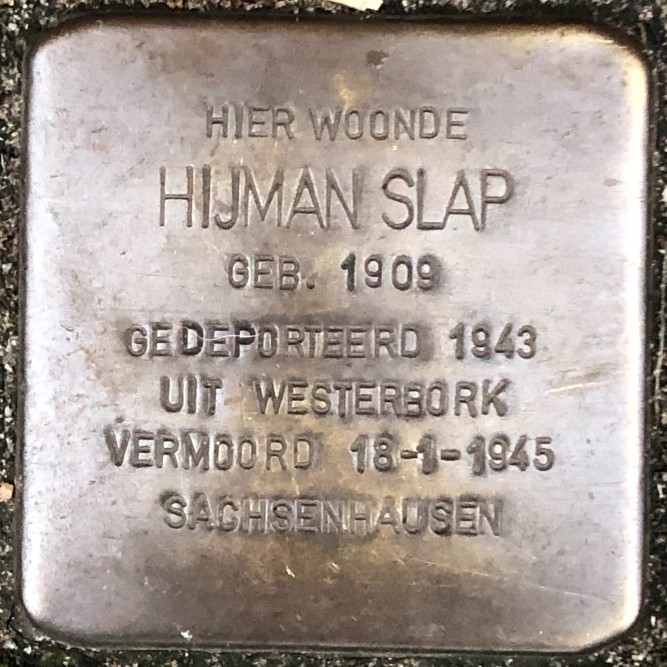 HIER WOONDE
HIJMAN SLAP
GEB. 1909
GEDEPORTEERD 1943
UIT WESTERBORK
VERMOORD 18-1-1945
SACHSENHAUSEN